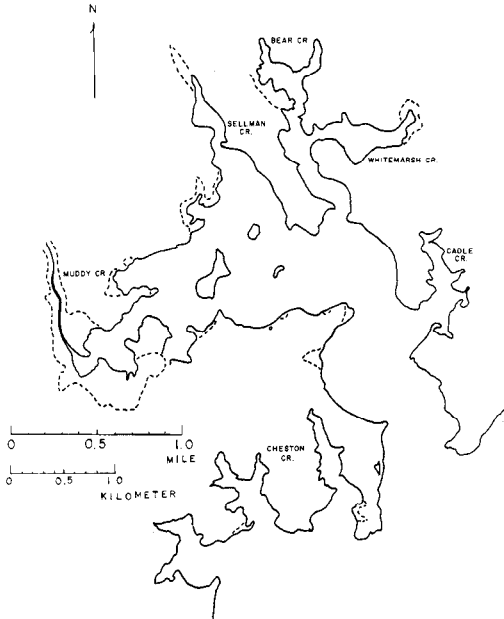 N
BEAR CR
SELLMAN
CR.
WHITEMARSH CR.
CADLE
CR.
MUDDY CR
0 0.5 1.0
MILE
0 0.5 1.0
KILOMETER
CHESTON
CR.